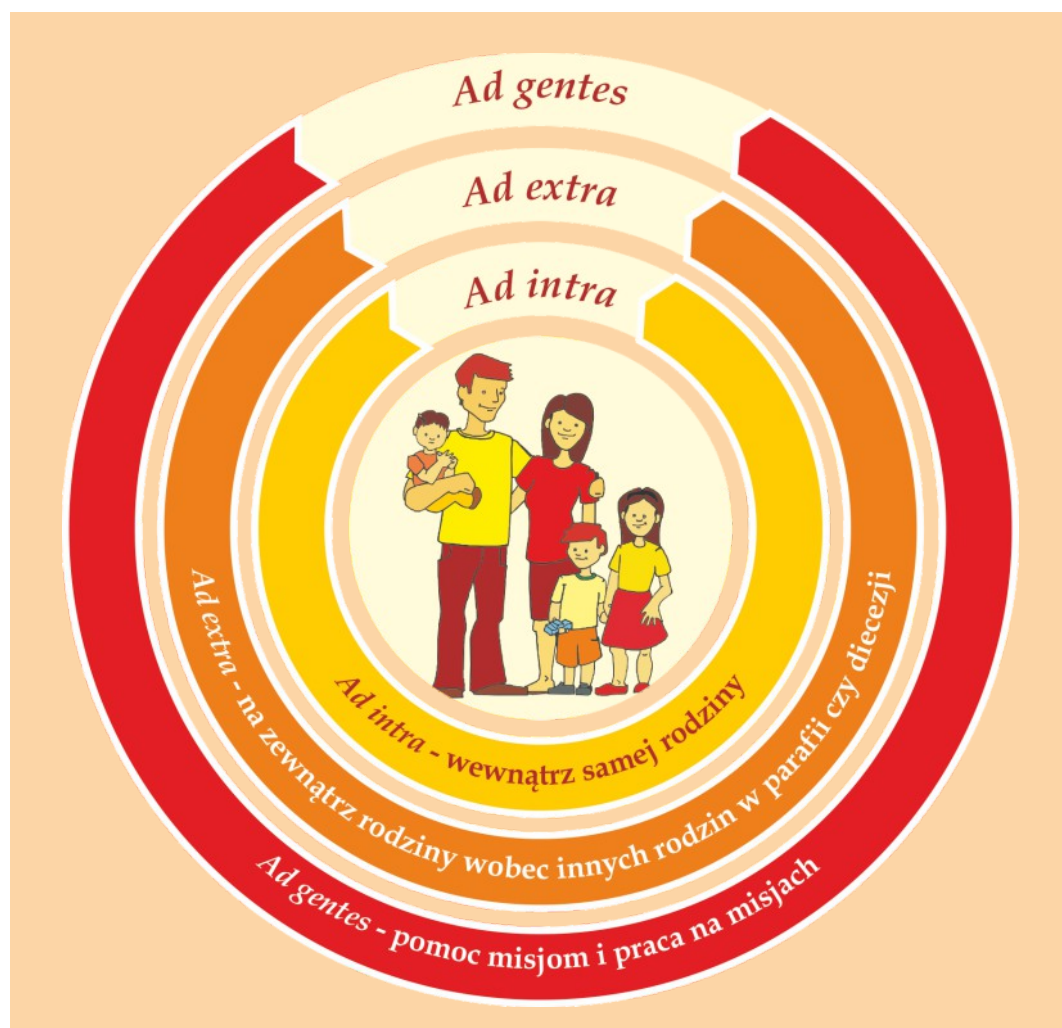 Ad gentes
Ad extra
Ad intra
Ad intra - wewnątrz samej rodziny
Ad extra - na zewnątrz rodziny wobec innych rodzin w parafii czy diecezji
Ad gentes - pomoc misjom i praca na misjach